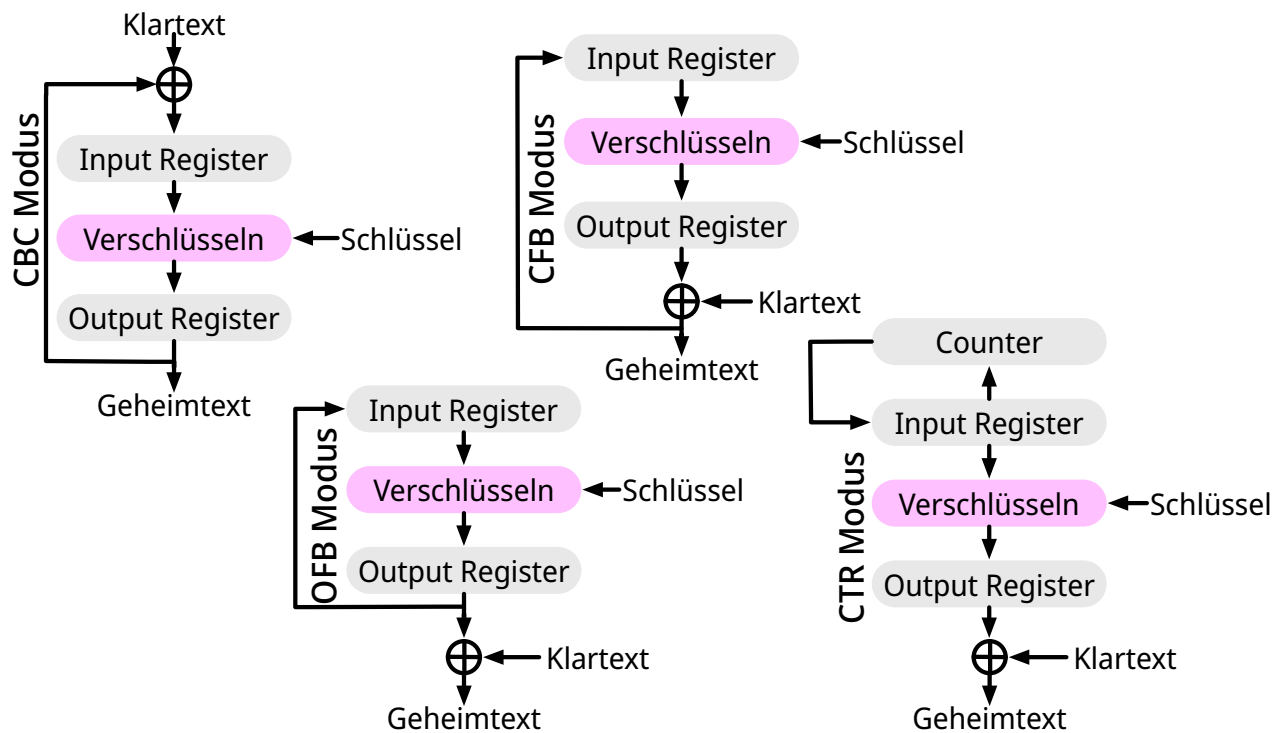 Klartext
CBC Modus
Input Register
Verschlüsseln
Schlüssel
Output Register
Geheimtext
CFB Modus
Input Register
Verschlüsseln
Schlüssel
Output Register
Klartext
Geheimtext
OFB Modus
Input Register
Verschlüsseln
Schlüssel
Output Register
Klartext
Geheimtext
CTR Modus
Counter
Input Register
Verschlüsseln
Schlüssel
Output Register
Klartext
Geheimtext